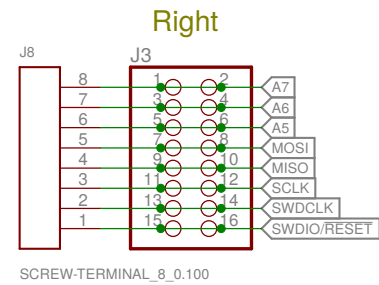 Right
J8 J3
8 1 2 A7
7 3 4 A6
6 5 6 A5
5 7 8 MOSI
4 9 10 MISO
3 11 12 SCLK
2 13 14 SWDCLK
1 15 16 SWDIO/RESET
SCREW-TERMINAL_8_0.100